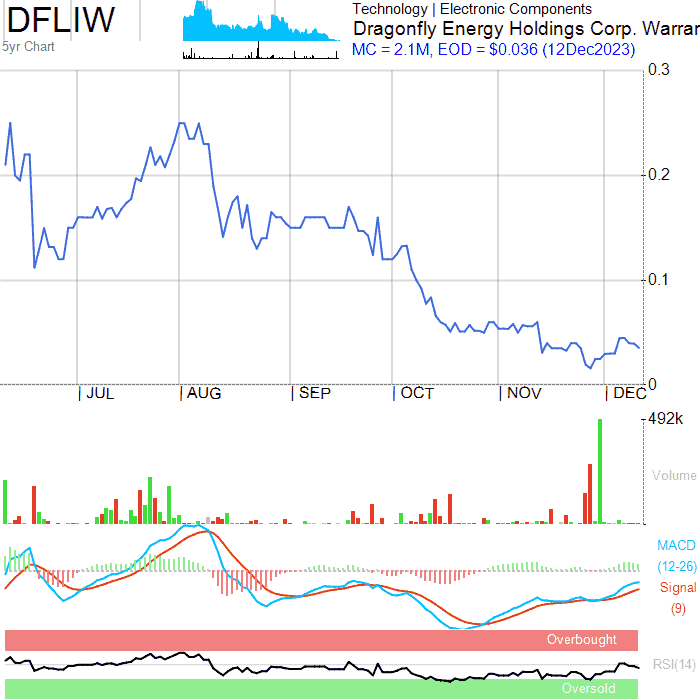 DFLIW
5yr Chart
Technology | Electronic Components
Dragonfly Energy Holdings Corp. Warran
MC = 2.1M, EOD = $0.036 (12Dec2023)
0.3
0.2
0.1
0
JUL AUG SEP OCT NOV DEC
492k
Volume
MACD
(12-26)
Signal
(9)
Overbought
RSI(14)
Oversold